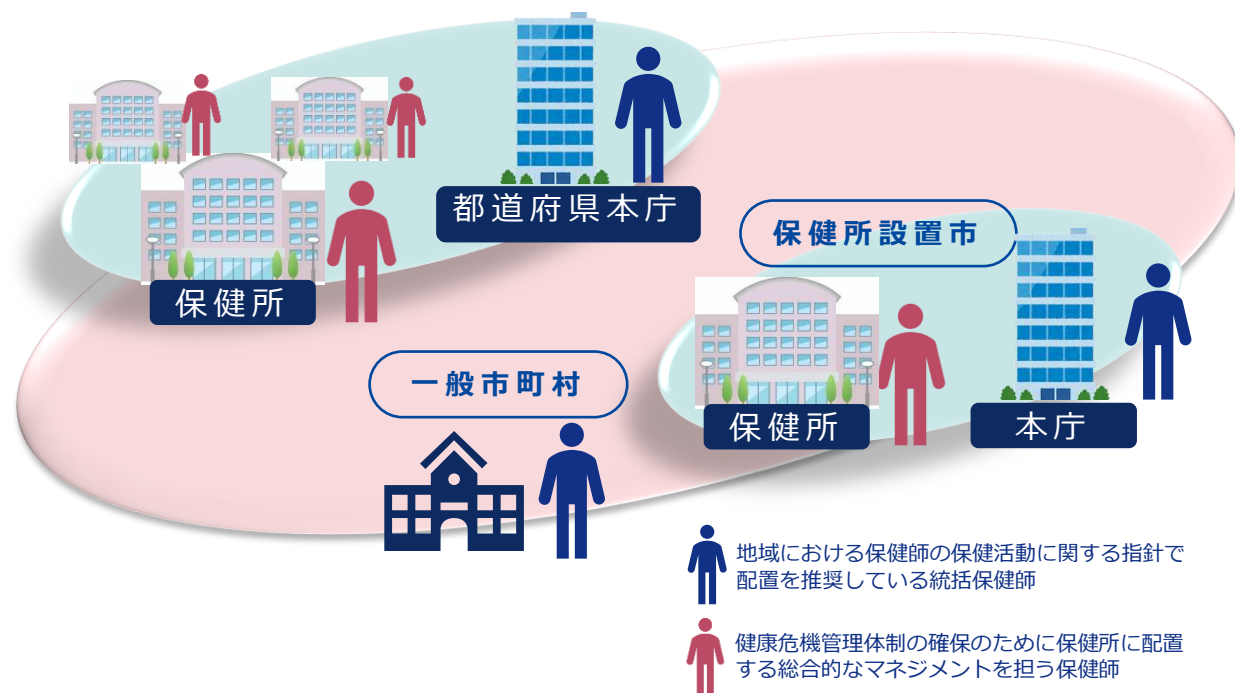 都道府県本庁
保健所
保健所設置市
一般市町村
保健所
本庁
地域における保健師の保健活動に関する指針で
配置を推奨している統括保健師
健康危機管理体制の確保のために保健所に配置
する総合的なマネジメントを担う保健師